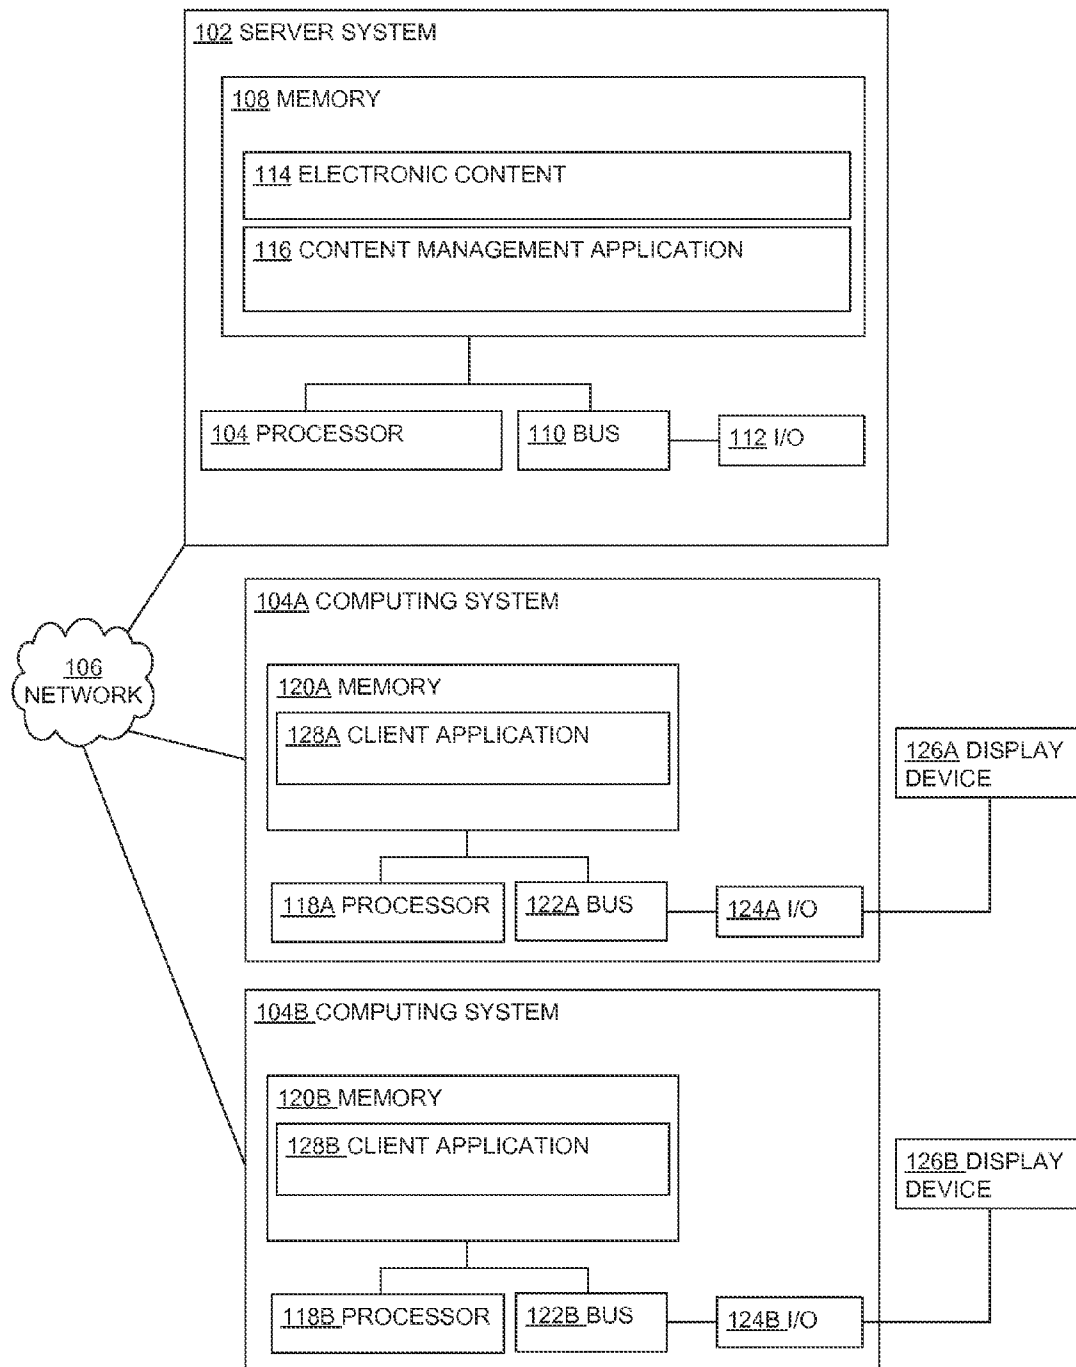 102 SERVER SYSTEM
108 MEMORY
114 ELECTRONIC CONTENT
116 CONTENT MANAGEMENT APPLICATION
104 PROCESSOR
110 BUS
112 I/O
106
NETWORK
104A COMPUTING SYSTEM
120A MEMORY
128A CLIENT APPLICATION
118A PROCESSOR
122A BUS
124A I/O
126A DISPLAY
DEVICE
104B COMPUTING SYSTEM
120B MEMORY
128B CLIENT APPLICATION
118B PROCESSOR
122B BUS
124B I/O
126B DISPLAY
DEVICE